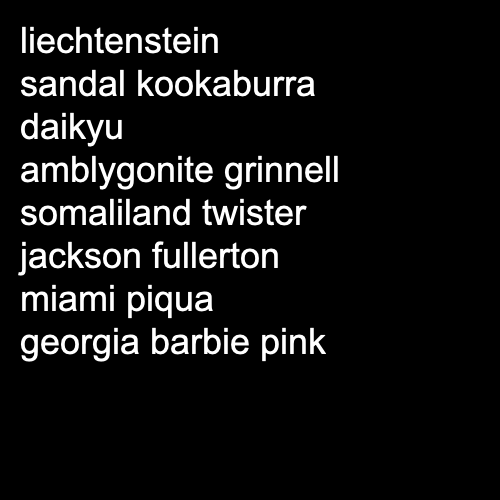 liechtenstein
sandal kookaburra
daikyu
amblygonite grinnell
somaliland twister
jackson fullerton
miami piqua
georgia barbie pink